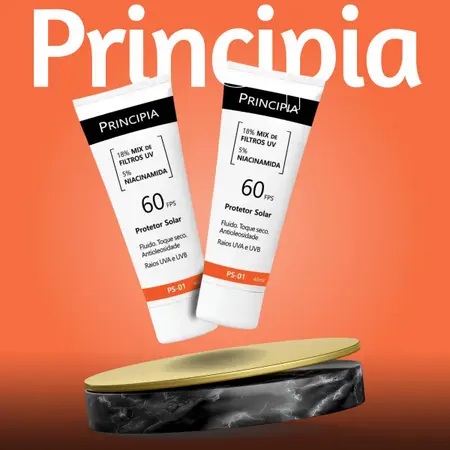 Principia
PRINCIPIA
18% MIX DE
FILTROS UV
5%
NIACINAMIDA
60 FPS
Protetor Solar
Fluido. Toque seco.
Antioleosidade
Raios UVA e UVB
PS-01
PRINCIPIA
18% MIX DE
FILTROS UV
5%
NIACINAMIDA
60 FPS
Protetor Solar
Fluido. Toque seco.
Antioleosidade
Raios UVA e UVB
PS-01